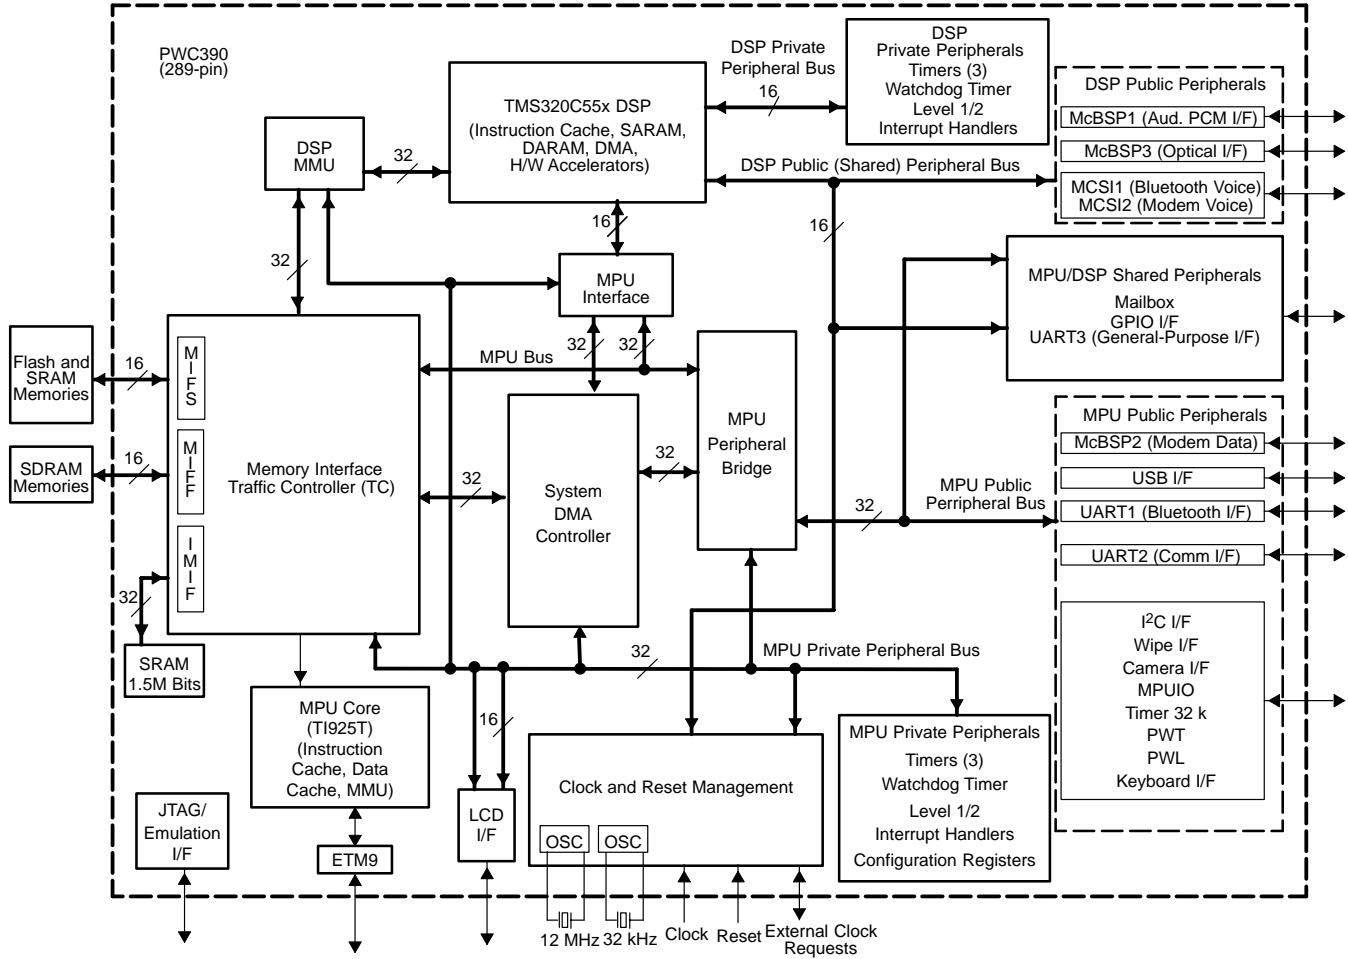 PWC390
(289-pin)
TMS320C55x DSP
(Instruction Cache, SARAM,
DARAM, DMA,
H/W Accelerators)
DSP Private
Peripheral Bus
16
DSP
Private Peripherals
Timers (3)
Watchdog Timer
Level 1/2
Interrupt Handlers
DSP Public Peripherals
McBSP1 (Aud. PCM I/F)
McBSP3 (Optical I/F)
MCSI1 (Bluetooth Voice)
MCSI2 (Modem Voice)
DSP
MMU
32
DSP Public (Shared) Peripheral Bus
16
16
32
MPU
Interface
MPU/DSP Shared Peripherals
Mailbox
GPIO I/F
UART3 (General-Purpose I/F)
Flash and
SRAM
Memories
16
MIFS
MPU Bus
32
32
SDRAM
Memories
16
MIFF
Memory Interface
Traffic Controller (TC)
32
System
DMA
Controller
32
MPU
Peripheral
Bridge
32
MPU Public
Perripheral Bus
MPU Public Peripherals
McBSP2 (Modem Data)
USB I/F
UART1 (Bluetooth I/F)
UART2 (Comm I/F)
I2C I/F
Wipe I/F
Camera I/F
MPUIO
Timer 32 k
PWT
PWL
Keyboard I/F
IMIF
32
SRAM
1.5M Bits
32
MPU Private Peripheral Bus
MPU Core
(TI925T)
(Instruction
Cache, Data
Cache, MMU)
16
Clock and Reset Management
OSC
OSC
MPU Private Peripherals
Timers (3)
Watchdog Timer
Level 1/2
Interrupt Handlers
Configuration Registers
JTAG/
Emulation
I/F
ETM9
LCD
I/F
12 MHz
32 kHz
Clock
Reset
External Clock
Requests